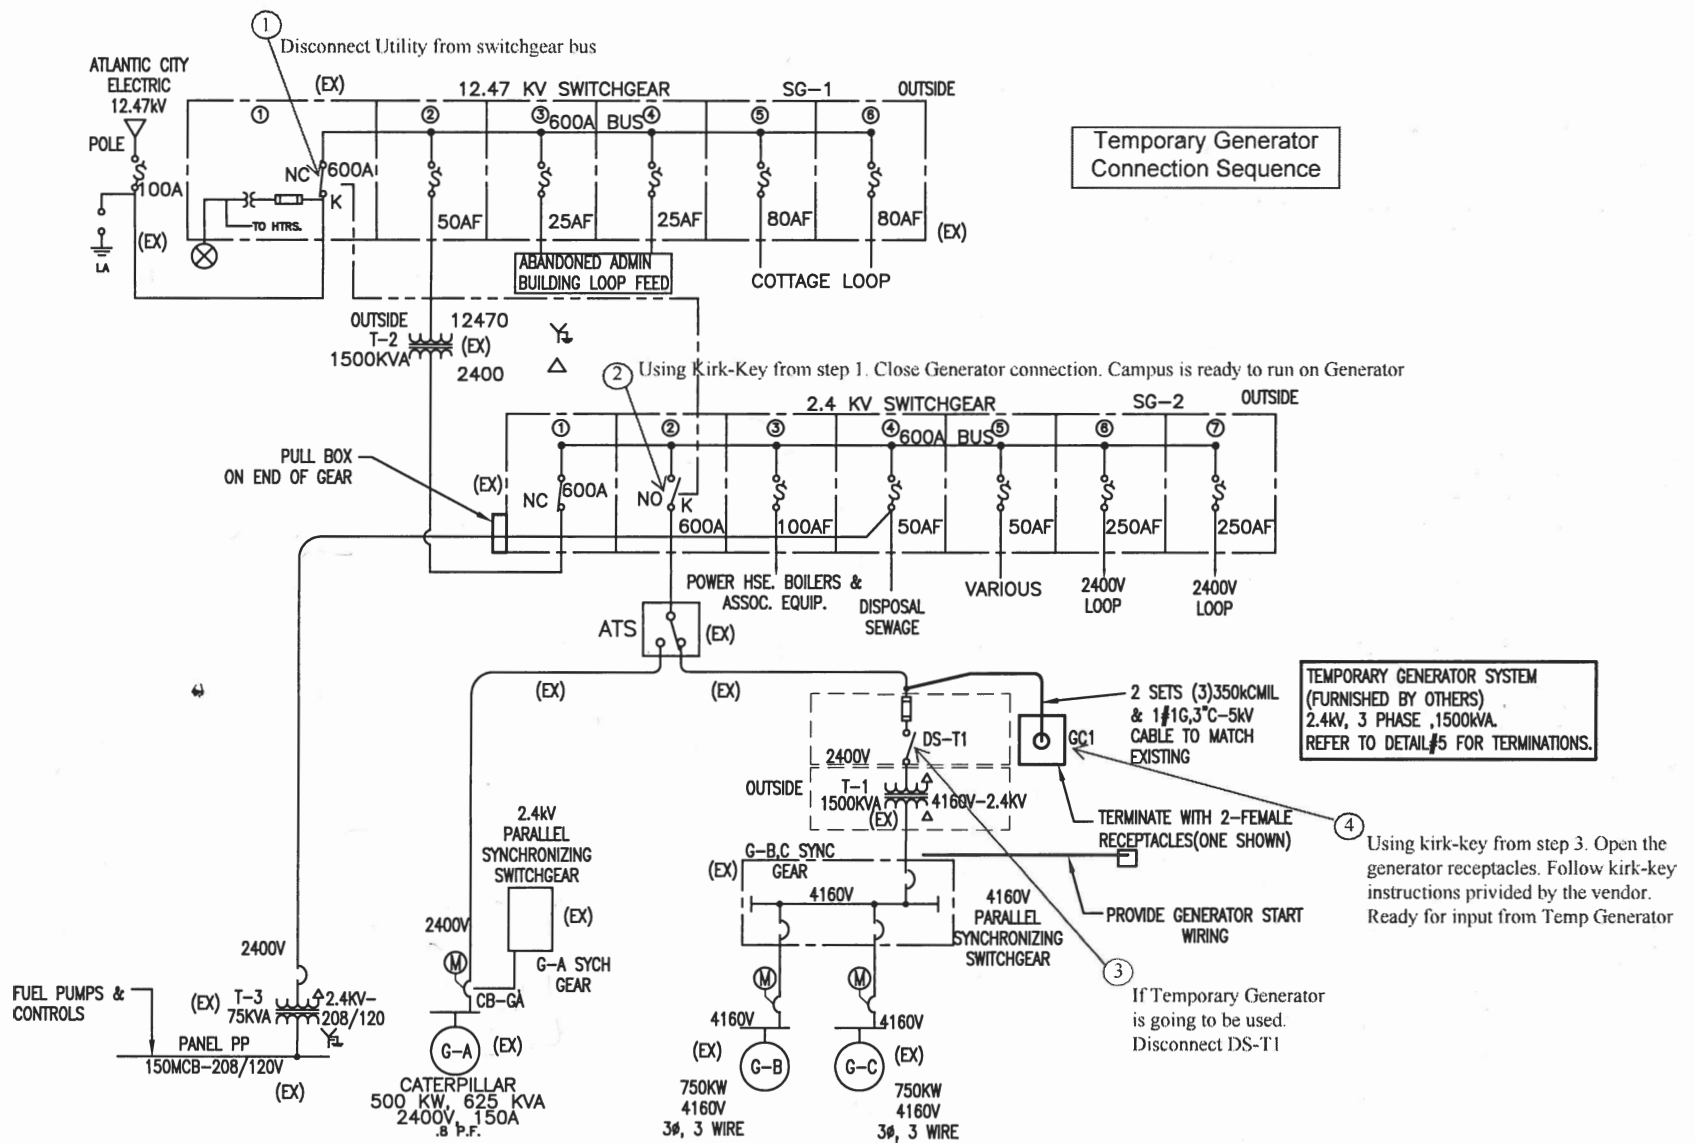 1
Disconnect Utility from switchgear bus
ATLANTIC CITY
ELECTRIC
12.47kV
(EX)
12.47 KV SWITCHGEAR
SG-1
OUTSIDE
1
2
3
4
5
6
600A BUS
POLE
100A
NC
600A
K
TO HTRS.
LA
(EX)
50AF
25AF
25AF
80AF
80AF
(EX)
ABANDONED ADMIN
BUILDING LOOP FEED
COTTAGE LOOP
Temporary Generator
Connection Sequence
OUTSIDE
T-2
1500KVA
12470
(EX)
2400
2
Using Kirk-Key from step 1. Close Generator connection. Campus is ready to run on Generator
2.4 KV SWITCHGEAR
SG-2
OUTSIDE
1
2
3
4
5
6
7
600A BUS
PULL BOX
ON END OF GEAR
(EX)
NC
600A
NO
K
600A
100AF
50AF
50AF
250AF
250AF
POWER HSE. BOILERS &
ASSOC. EQUIP.
DISPOSAL
SEWAGE
VARIOUS
2400V
LOOP
2400V
LOOP
ATS
(EX)
(EX)
(EX)
2 SETS (3)350kCMIL
& 1#1G,3"C-5kV
CABLE TO MATCH
EXISTING
GC1
TEMPORARY GENERATOR SYSTEM
(FURNISHED BY OTHERS)
2.4kV, 3 PHASE ,1500kVA.
REFER TO DETAIL#5 FOR TERMINATIONS.
DS-T1
2400V
OUTSIDE
T-1
1500KVA
4160V-2.4KV
(EX)
TERMINATE WITH 2-FEMALE
RECEPTACLES(ONE SHOWN)
4
Using kirk-key from step 3. Open the
generator receptacles. Follow kirk-key
instructions privided by the vendor.
Ready for input from Temp Generator
2.4kV
PARALLEL
SYNCHRONIZING
SWITCHGEAR
(EX)
G-A SYCH
GEAR
2400V
M
CB-GA
G-B,C SYNC
GEAR
(EX)
4160V
4160V
PARALLEL
SYNCHRONIZING
SWITCHGEAR
PROVIDE GENERATOR START
WIRING
3
If Temporary Generator
is going to be used.
Disconnect DS-T1
2400V
FUEL PUMPS &
CONTROLS
(EX)
T-3
75KVA
2.4KV-
208/120
PANEL PP
150MCB-208/120V
(EX)
G-A
(EX)
CATERPILLAR
500 KW, 625 KVA
2400V, 150A
.8 P.F.
M
M
4160V
4160V
(EX)
G-B
G-C
(EX)
750KW
4160V
3ø, 3 WIRE
750KW
4160V
3ø, 3 WIRE